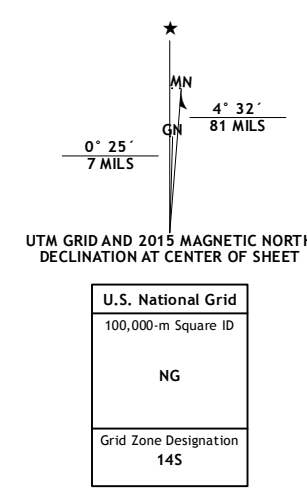 ★
MN
4° 32´
81 MILS
GN
0° 25´
7 MILS
UTM GRID AND 2015 MAGNETIC NORTH
DECLINATION AT CENTER OF SHEET
U.S. National Grid
100,000-m Square ID
NG
Grid Zone Designation
14S